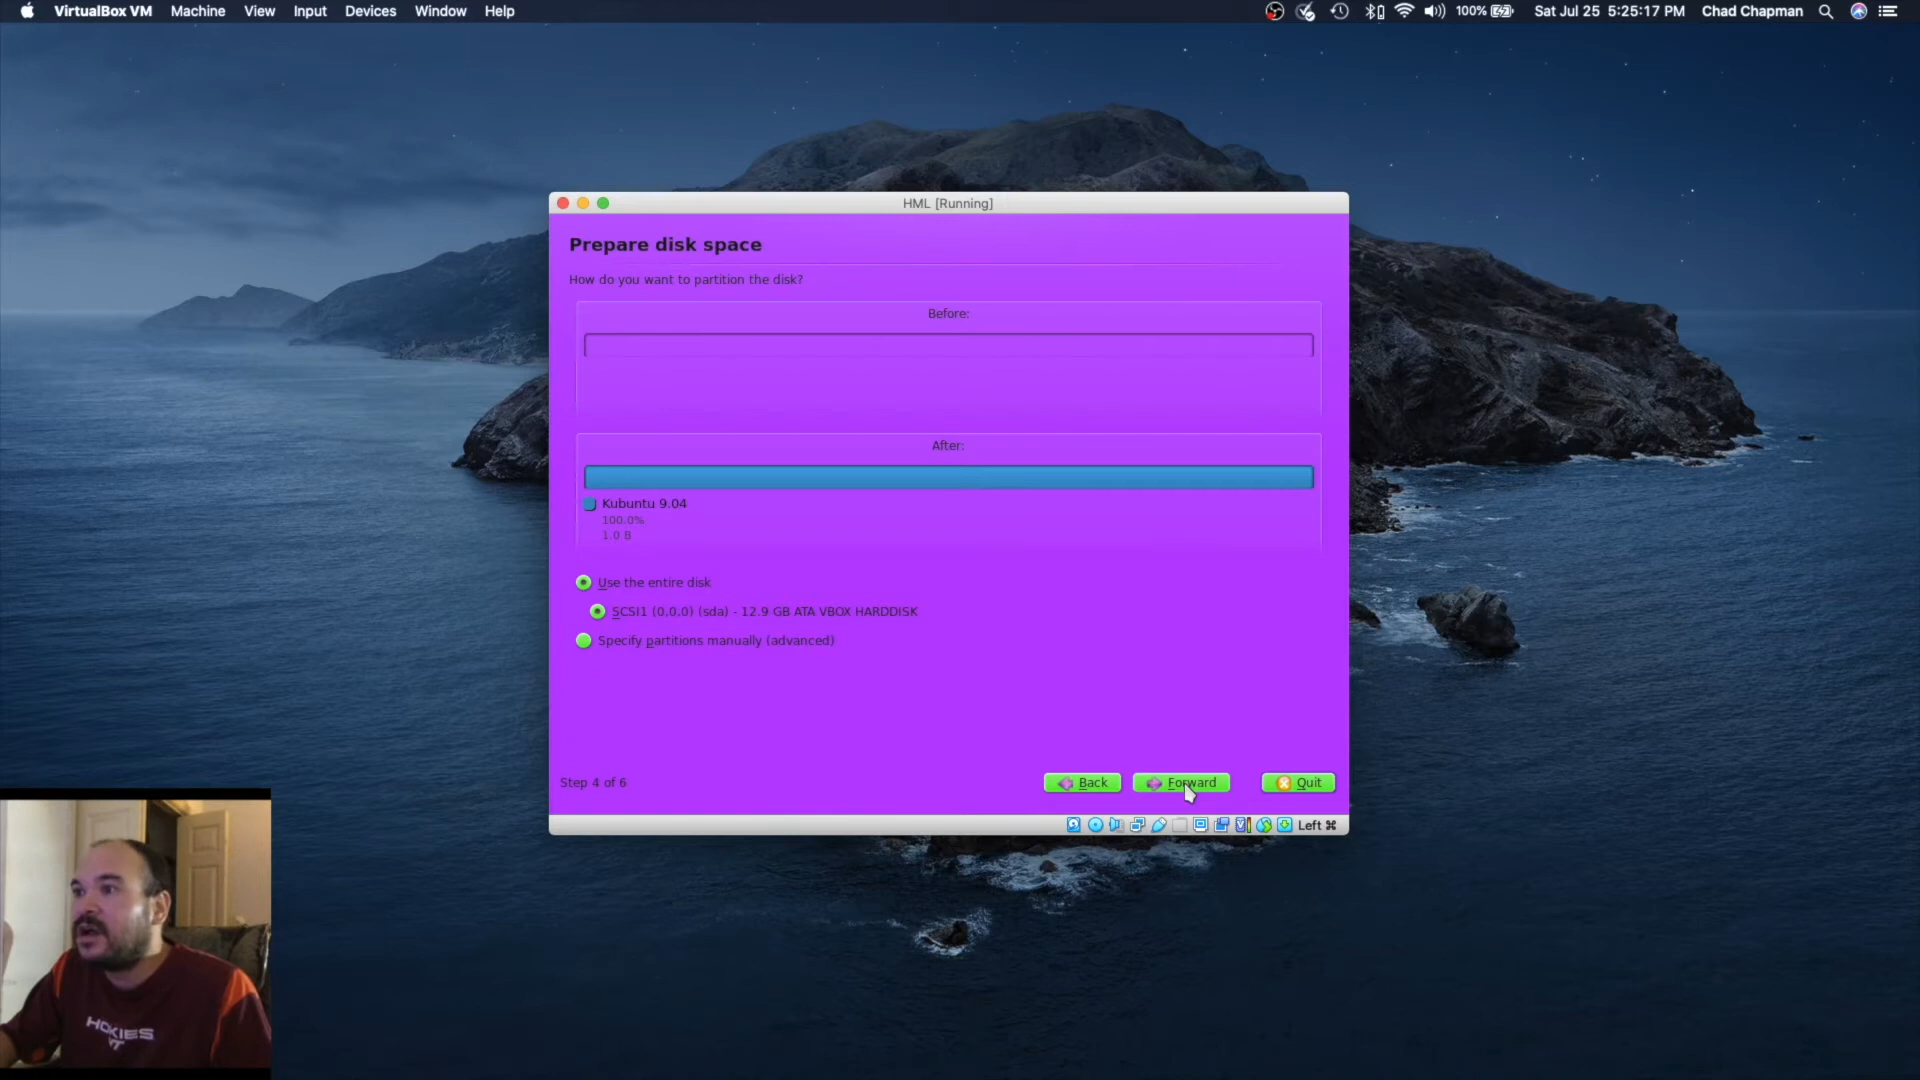 VirtualBox VM Machine View Input Devices Window Help 100% Sat Jul 25 5:25:17 PM Chad Chapman
HML [Running]
Prepare disk space
How do you want to partition the disk?
Before:
After:
Kubuntu 9.04
100.0%
1.0 B
Use the entire disk
SCSI1 (0,0,0) (sda) - 12.9 GB ATA VBOX HARDDISK
Specify partitions manually (advanced)
Step 4 of 6 Back Forward Quit
Left ⌘
HOKIES
VT